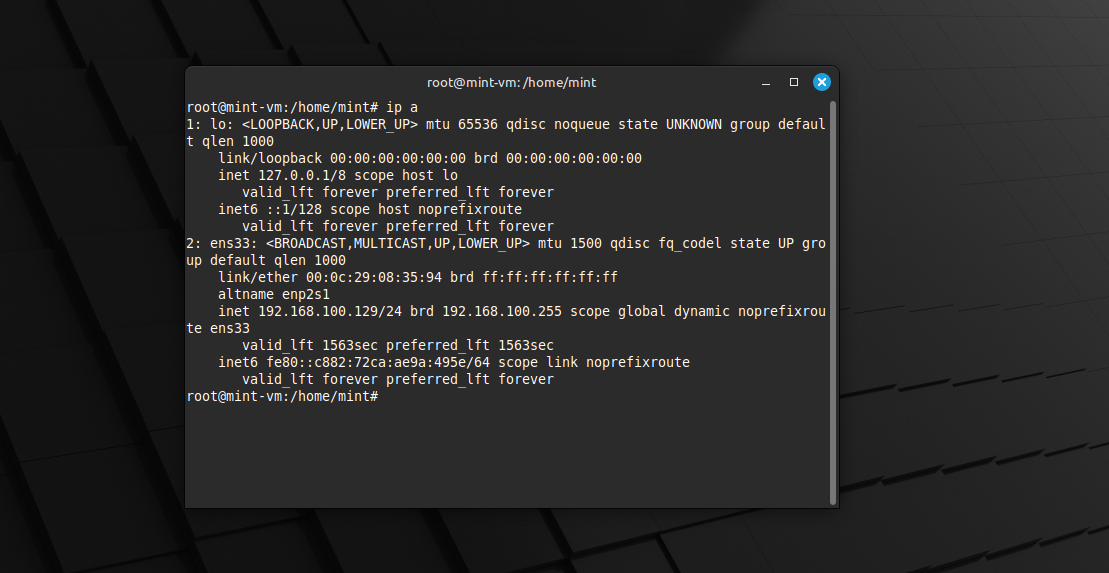 root@mint-vm:/home/mint
root@mint-vm:/home/mint# ip a
1: lo: <LOOPBACK,UP,LOWER_UP> mtu 65536 qdisc noqueue state UNKNOWN group defaul
t qlen 1000
    link/loopback 00:00:00:00:00:00 brd 00:00:00:00:00:00
    inet 127.0.0.1/8 scope host lo
       valid_lft forever preferred_lft forever
    inet6 ::1/128 scope host noprefixroute
       valid_lft forever preferred_lft forever
2: ens33: <BROADCAST,MULTICAST,UP,LOWER_UP> mtu 1500 qdisc fq_codel state UP gro
up default qlen 1000
    link/ether 00:0c:29:08:35:94 brd ff:ff:ff:ff:ff:ff
    altname enp2s1
    inet 192.168.100.129/24 brd 192.168.100.255 scope global dynamic noprefixrou
te ens33
       valid_lft 1563sec preferred_lft 1563sec
    inet6 fe80::c882:72ca:ae9a:495e/64 scope link noprefixroute
       valid_lft forever preferred_lft forever
root@mint-vm:/home/mint#